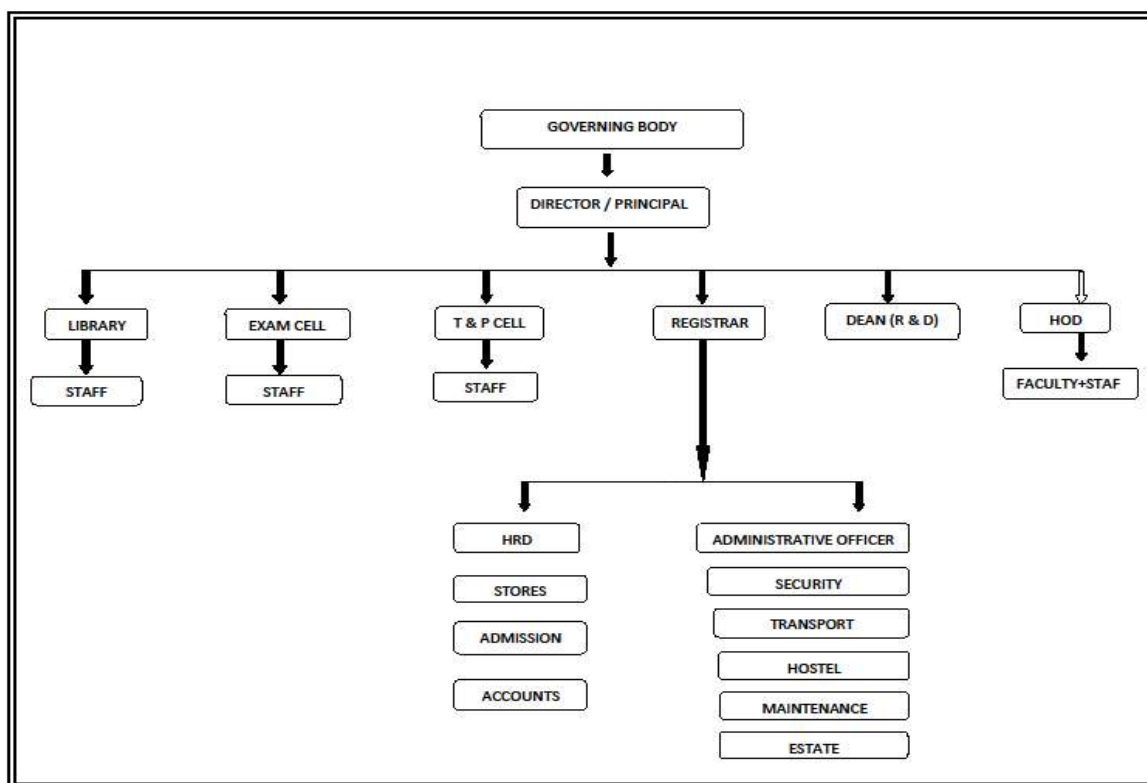 GOVERNING BODY
DIRECTOR / PRINCIPAL
LIBRARY
EXAM CELL
T & P CELL
REGISTRAR
DEAN (R & D)
HOD
STAFF
STAFF
STAFF
FACULTY+STAF
HRD
ADMINISTRATIVE OFFICER
STORES
SECURITY
ADMISSION
TRANSPORT
HOSTEL
ACCOUNTS
MAINTENANCE
ESTATE